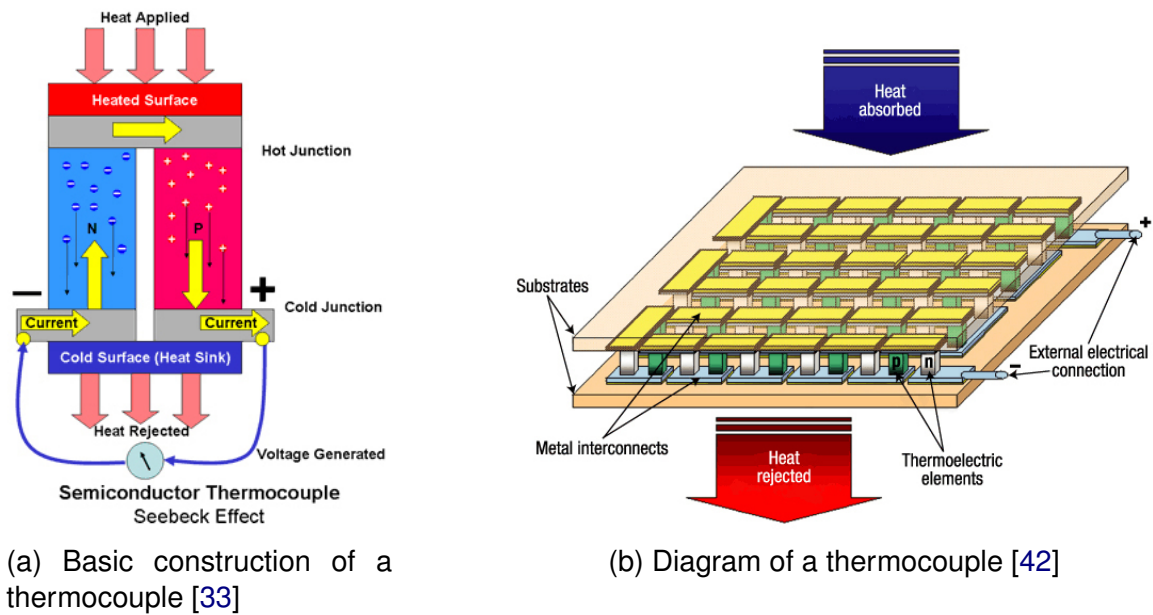 Heat Applied
Heated Surface
Hot Junction
N
P
−
+
Cold Junction
Current
Current
Cold Surface (Heat Sink)
Heat Rejected
Voltage Generated
Semiconductor Thermocouple
Seebeck Effect
(a) Basic construction of a
thermocouple [33]
Heat
absorbed
+
Substrates
p
n
−
External electrical
connection
Metal interconnects
Thermoelectric
elements
Heat
rejected
(b) Diagram of a thermocouple [42]